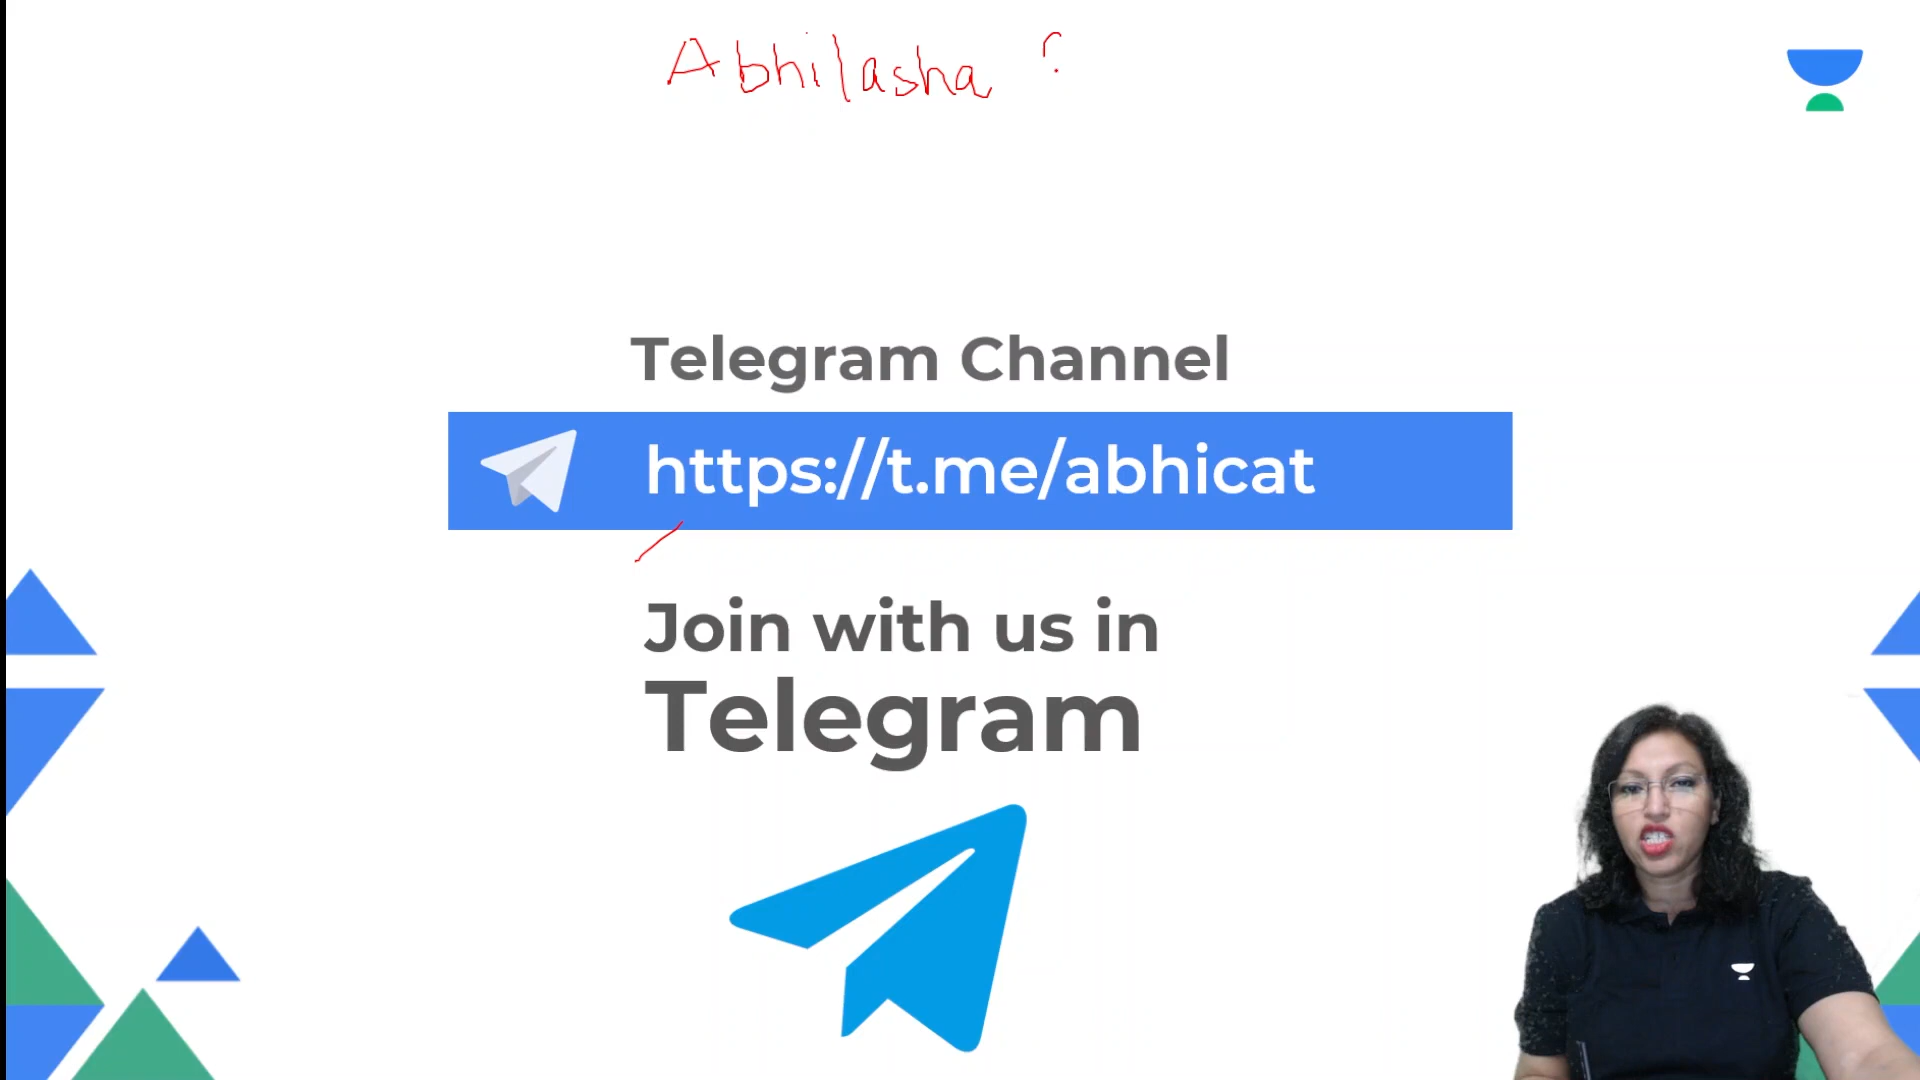 Abhilasha ?
Telegram Channel
https://t.me/abhicat
Join with us in
Telegram